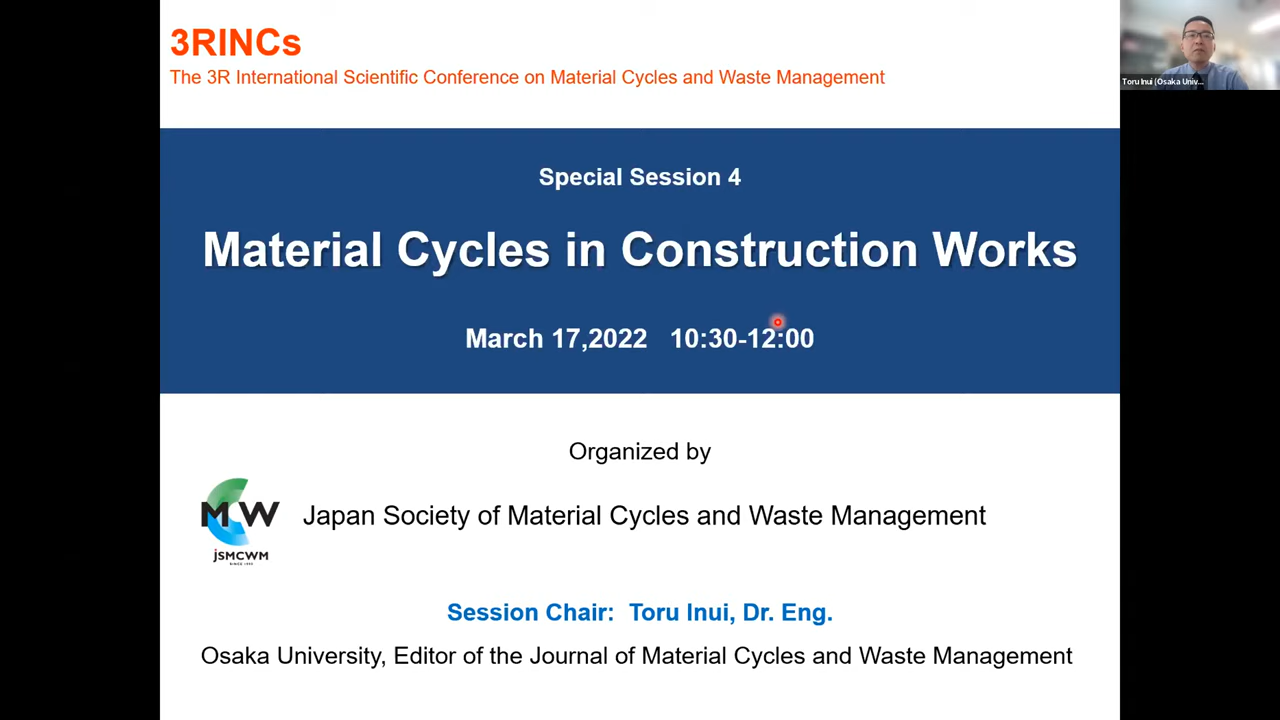 3RINCs
The 3R International Scientific Conference on Material Cycles and Waste Management
Toru Inui (Osaka Univ...
Special Session 4
Material Cycles in Construction Works
March 17,2022 10:30-12:00
Organized by
MCW
jSMCWM
Japan Society of Material Cycles and Waste Management
Session Chair: Toru Inui, Dr. Eng.
Osaka University, Editor of the Journal of Material Cycles and Waste Management